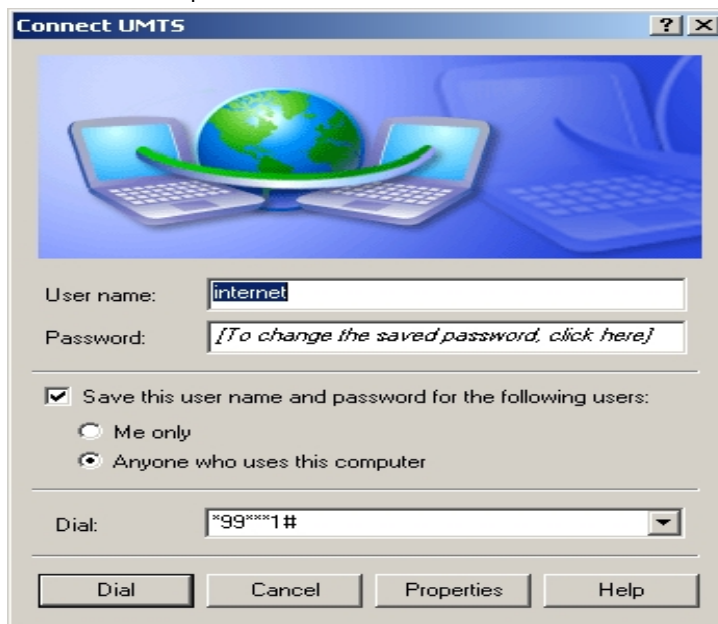 Connect UMTS
User name: internet
Password: [To change the saved password, click here]
Save this user name and password for the following users:
Me only
Anyone who uses this computer
Dial: *99***1#
Dial Cancel Properties Help